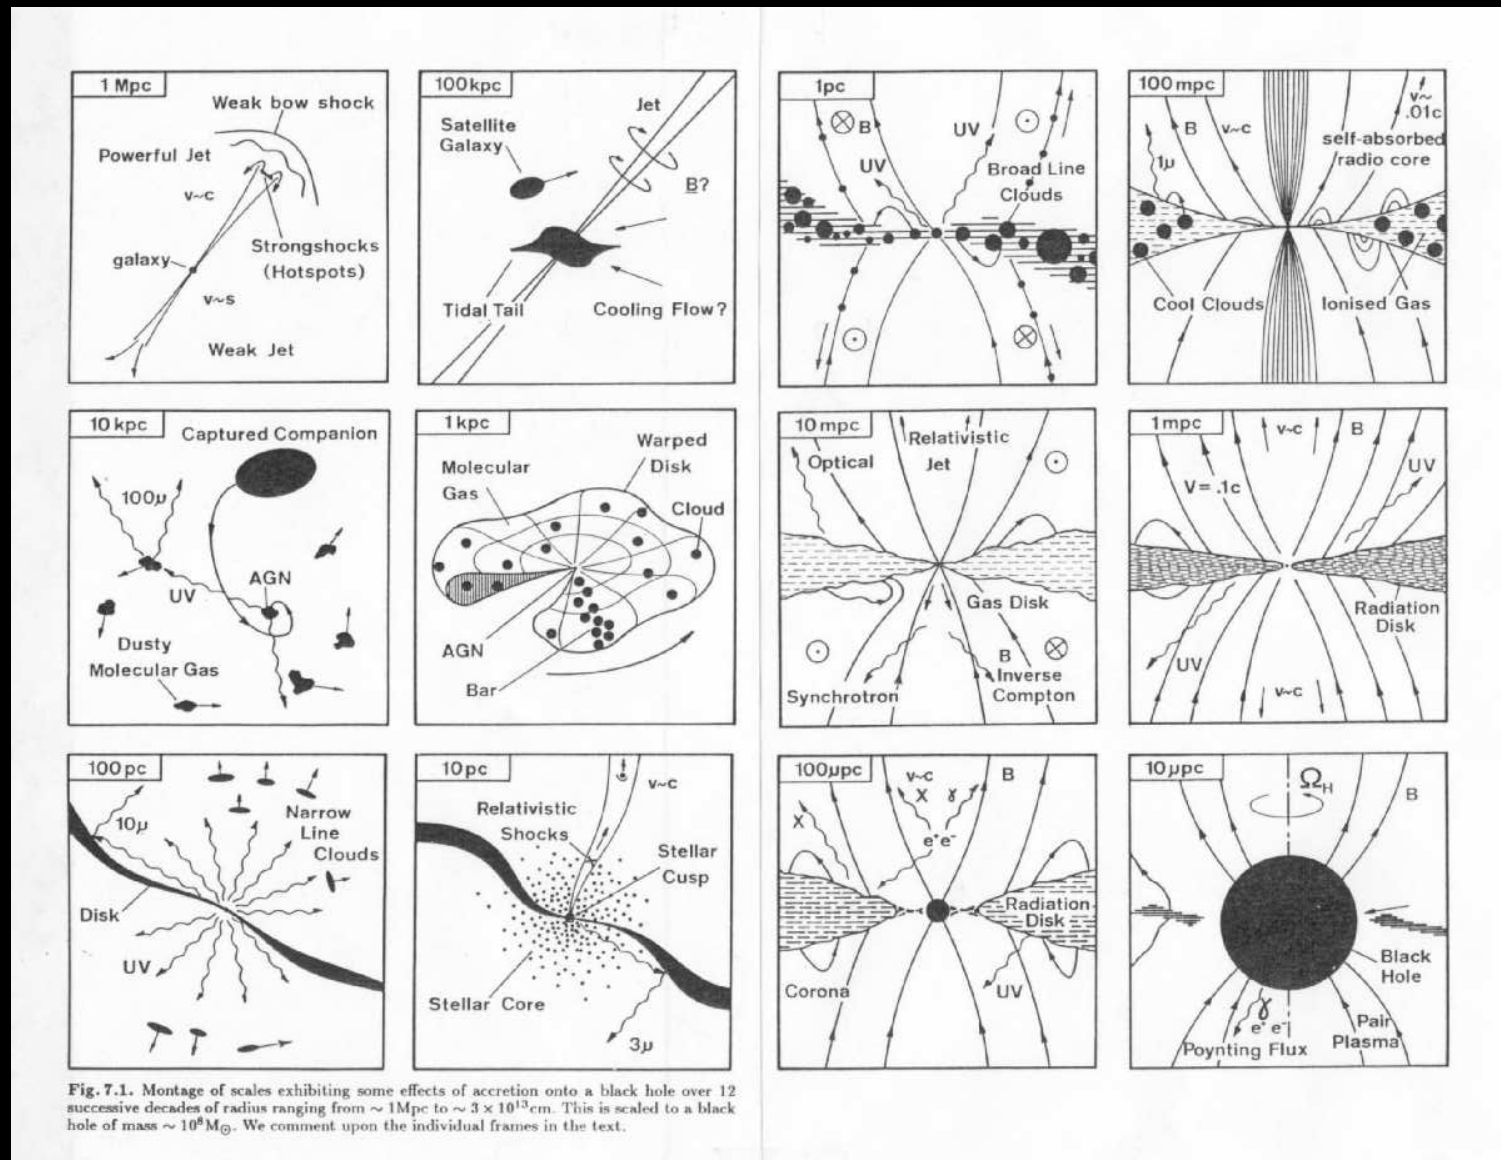 1 Mpc
Weak bow shock
Powerful Jet
v~c
Strongshocks
(Hotspots)
galaxy
v~s
Weak Jet
100kpc
Jet
Satellite
Galaxy
B?
Tidal Tail
Cooling Flow?
10 kpc
Captured Companion
100μ
AGN
UV
Dusty
Molecular Gas
1 kpc
Warped
Disk
Molecular
Gas
Cloud
AGN
Bar
100 pc
10μ
Narrow
Line
Clouds
Disk
UV
10pc
v~c
Relativistic
Shocks
Stellar
Cusp
Stellar Core
3μ
Fig. 7.1. Montage of scales exhibiting some effects of accretion onto a black hole over 12
successive decades of radius ranging from ~ 1Mpc to ~ 3 × 10¹³cm. This is scaled to a black
hole of mass ~ 10⁸M⊙. We comment upon the individual frames in the text.
1pc
B
UV
UV
Broad Line
Clouds
100 mpc
v~
.01c
B
v~c
1μ
self-absorbed
radio core
Cool Clouds
Ionised Gas
10 mpc
Relativistic
Jet
Optical
Gas Disk
B
Synchrotron
Inverse
Compton
1mpc
v~c
B
UV
V= .1c
Radiation
Disk
UV
v~c
100μpc
v~c
B
X
γ
X
e⁺e⁻
Radiation
Disk
Corona
UV
10μpc
ΩH
B
Black
Hole
γ
e⁺ e⁻
Pair
Plasma
Poynting Flux